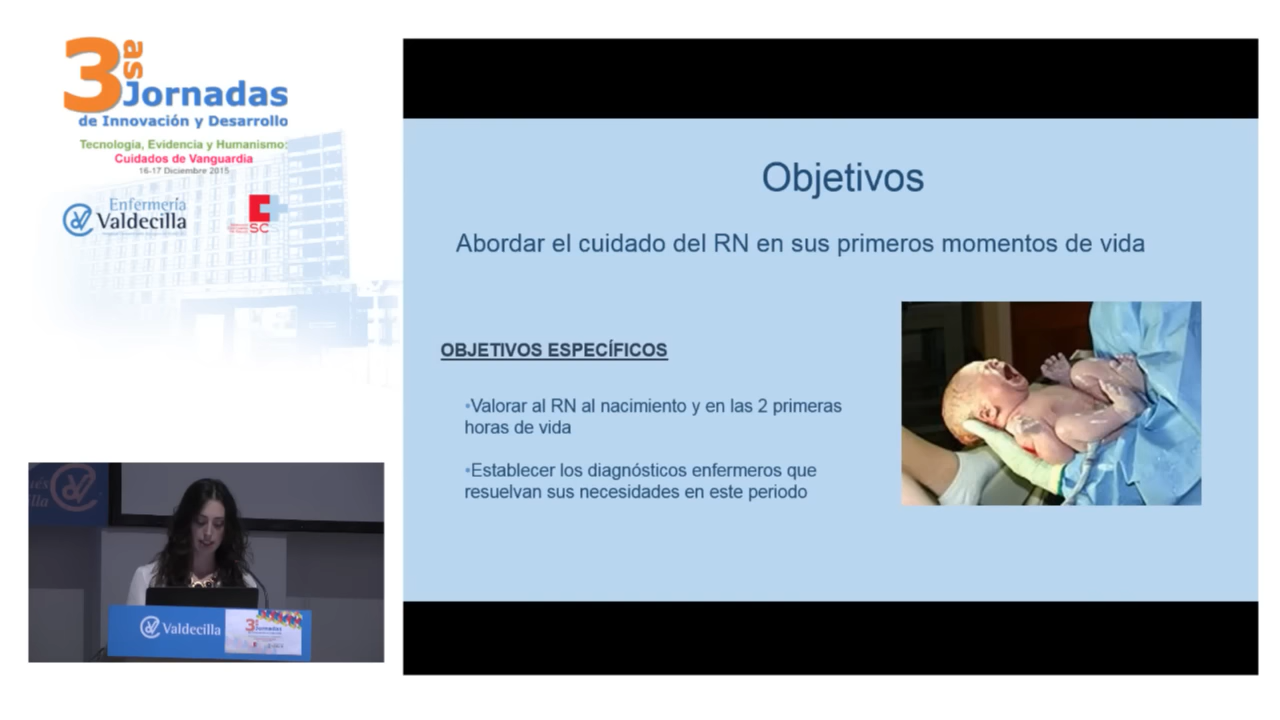 3as
Jornadas
de Innovación y Desarrollo
Tecnología, Evidencia y Humanismo:
Cuidados de Vanguardia
16-17 Diciembre 2015
Enfermería
Valdecilla
SC
Objetivos
Abordar el cuidado del RN en sus primeros momentos de vida
OBJETIVOS ESPECÍFICOS
•Valorar al RN al nacimiento y en las 2 primeras
horas de vida
•Establecer los diagnósticos enfermeros que
resuelvan sus necesidades en este periodo
Valdecilla
3as
Jornadas